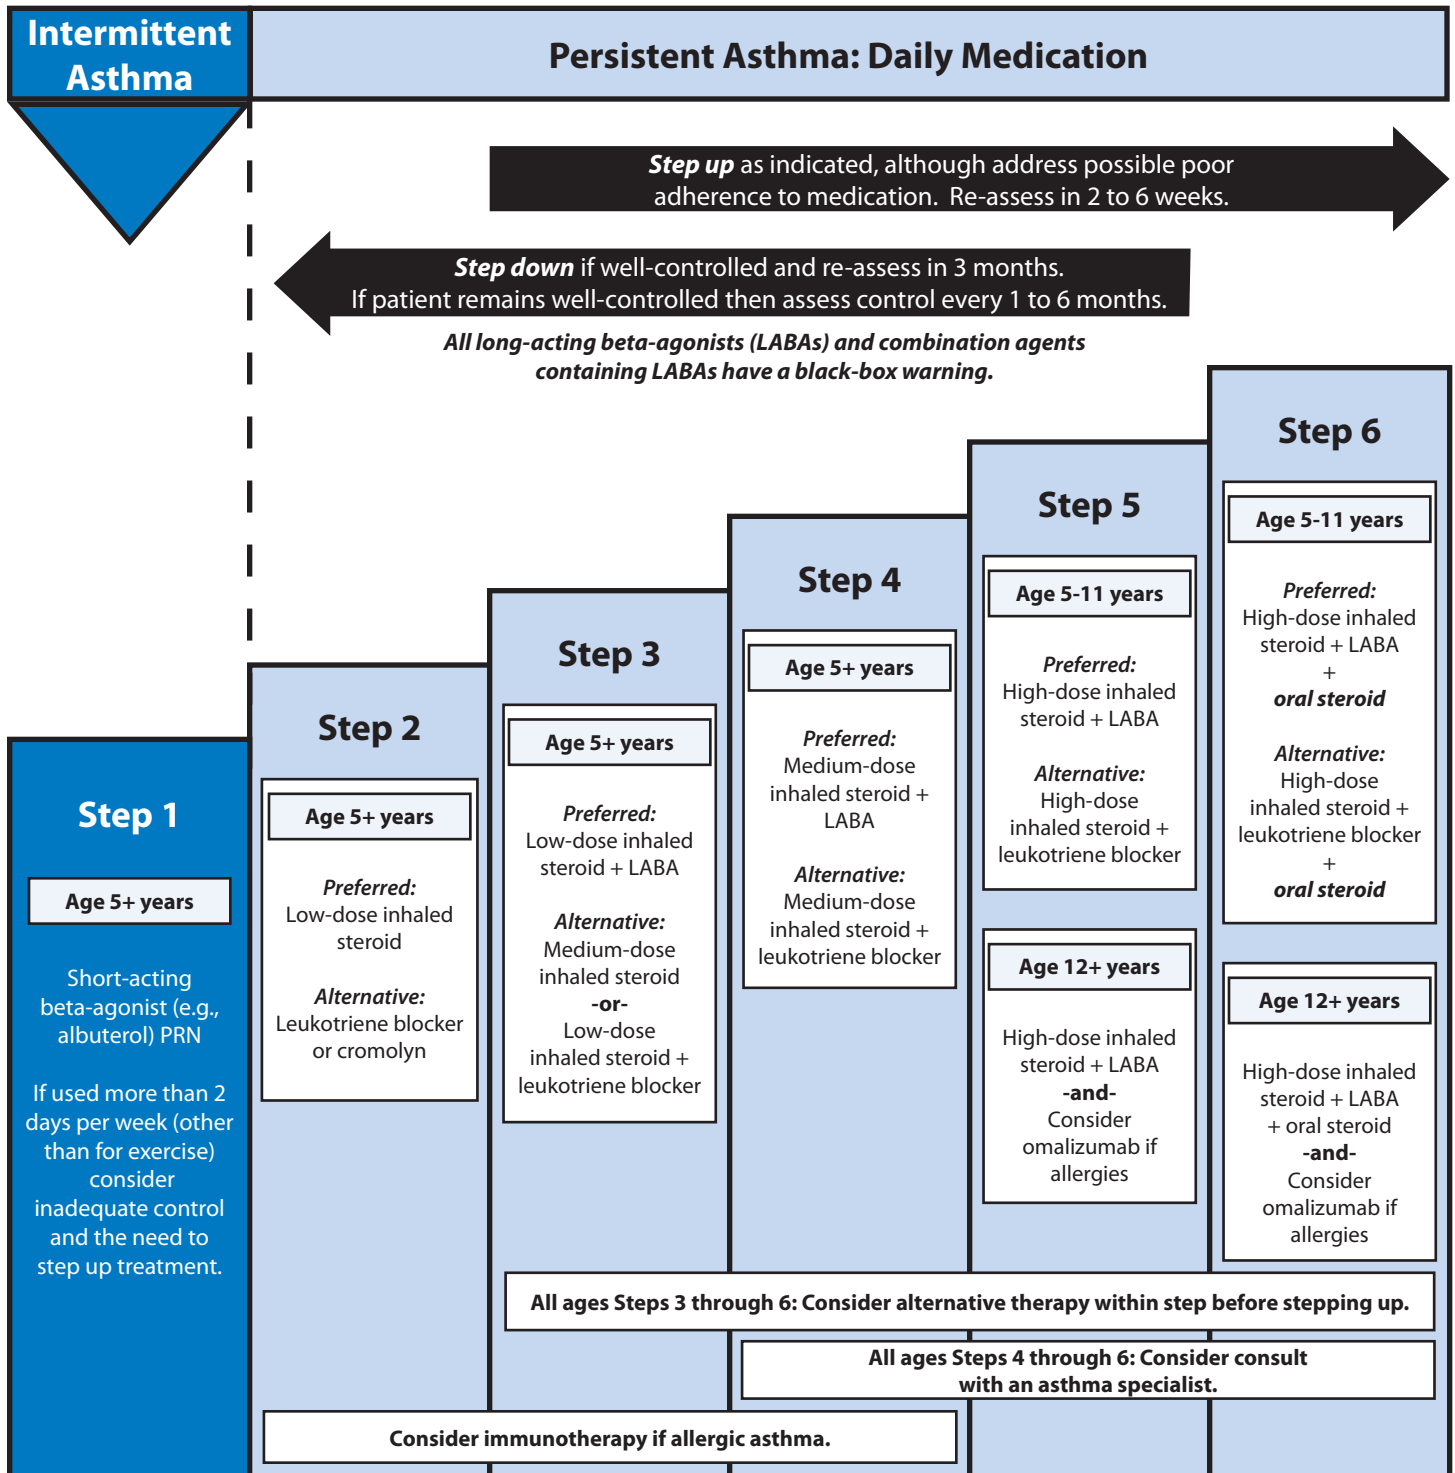 Intermittent
Asthma
Persistent Asthma: Daily Medication
Step up as indicated, although address possible poor
adherence to medication. Re-assess in 2 to 6 weeks.
Step down if well-controlled and re-assess in 3 months.
If patient remains well-controlled then assess control every 1 to 6 months.
All long-acting beta-agonists (LABAs) and combination agents
containing LABAs have a black-box warning.
Step 1
Age 5+ years
Short-acting
beta-agonist (e.g.,
albuterol) PRN
If used more than 2
days per week (other
than for exercise)
consider
inadequate control
and the need to
step up treatment.
Step 2
Age 5+ years
Preferred:
Low-dose inhaled
steroid
Alternative:
Leukotriene blocker
or cromolyn
Step 3
Age 5+ years
Preferred:
Low-dose inhaled
steroid + LABA
Alternative:
Medium-dose
inhaled steroid
-or-
Low-dose
inhaled steroid +
leukotriene blocker
Step 4
Age 5+ years
Preferred:
Medium-dose
inhaled steroid +
LABA
Alternative:
Medium-dose
inhaled steroid +
leukotriene blocker
Step 5
Age 5-11 years
Preferred:
High-dose inhaled
steroid + LABA
Alternative:
High-dose
inhaled steroid +
leukotriene blocker
Age 12+ years
High-dose inhaled
steroid + LABA
-and-
Consider
omalizumab if
allergies
Step 6
Age 5-11 years
Preferred:
High-dose inhaled
steroid + LABA
+
oral steroid
Alternative:
High-dose
inhaled steroid +
leukotriene blocker
+
oral steroid
Age 12+ years
High-dose inhaled
steroid + LABA
+ oral steroid
-and-
Consider
omalizumab if
allergies
All ages Steps 3 through 6: Consider alternative therapy within step before stepping up.
All ages Steps 4 through 6: Consider consult
with an asthma specialist.
Consider immunotherapy if allergic asthma.